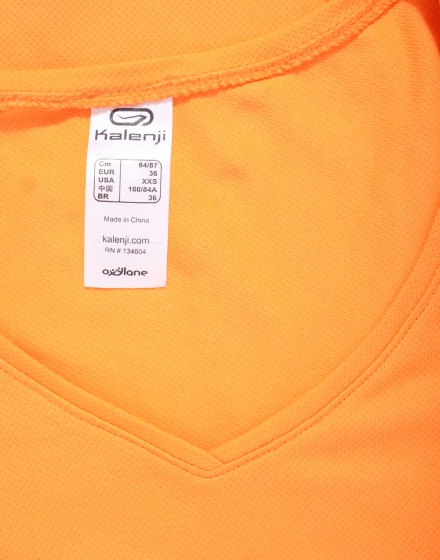 Kalenji
Cm 84/87
EUR 36
USA XXS
中国 160/84A
BR 36
Made in China
kalenji.com
RN # 134604
oxylane